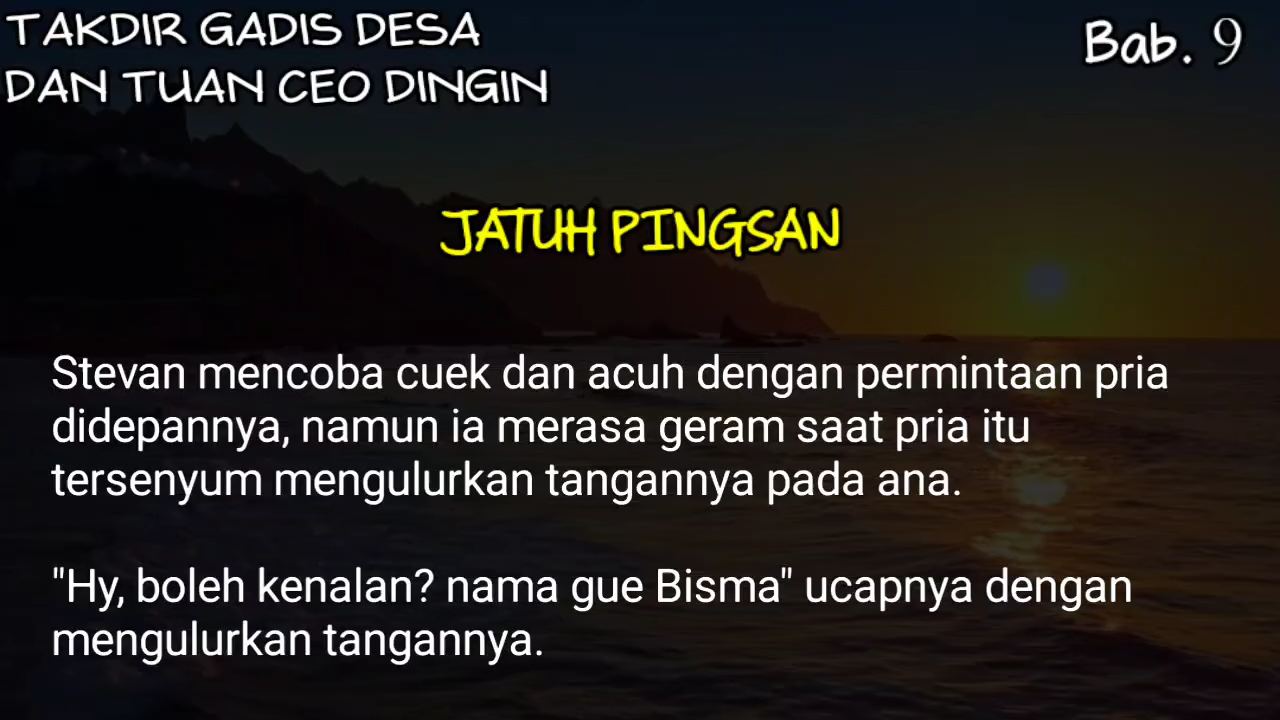 TAKDIR GADIS DESA
DAN TUAN CEO DINGIN
Bab. 9
JATUH PINGSAN
Stevan mencoba cuek dan acuh dengan permintaan pria
didepannya, namun ia merasa geram saat pria itu
tersenyum mengulurkan tangannya pada ana.
"Hy, boleh kenalan? nama gue Bisma" ucapnya dengan
mengulurkan tangannya.